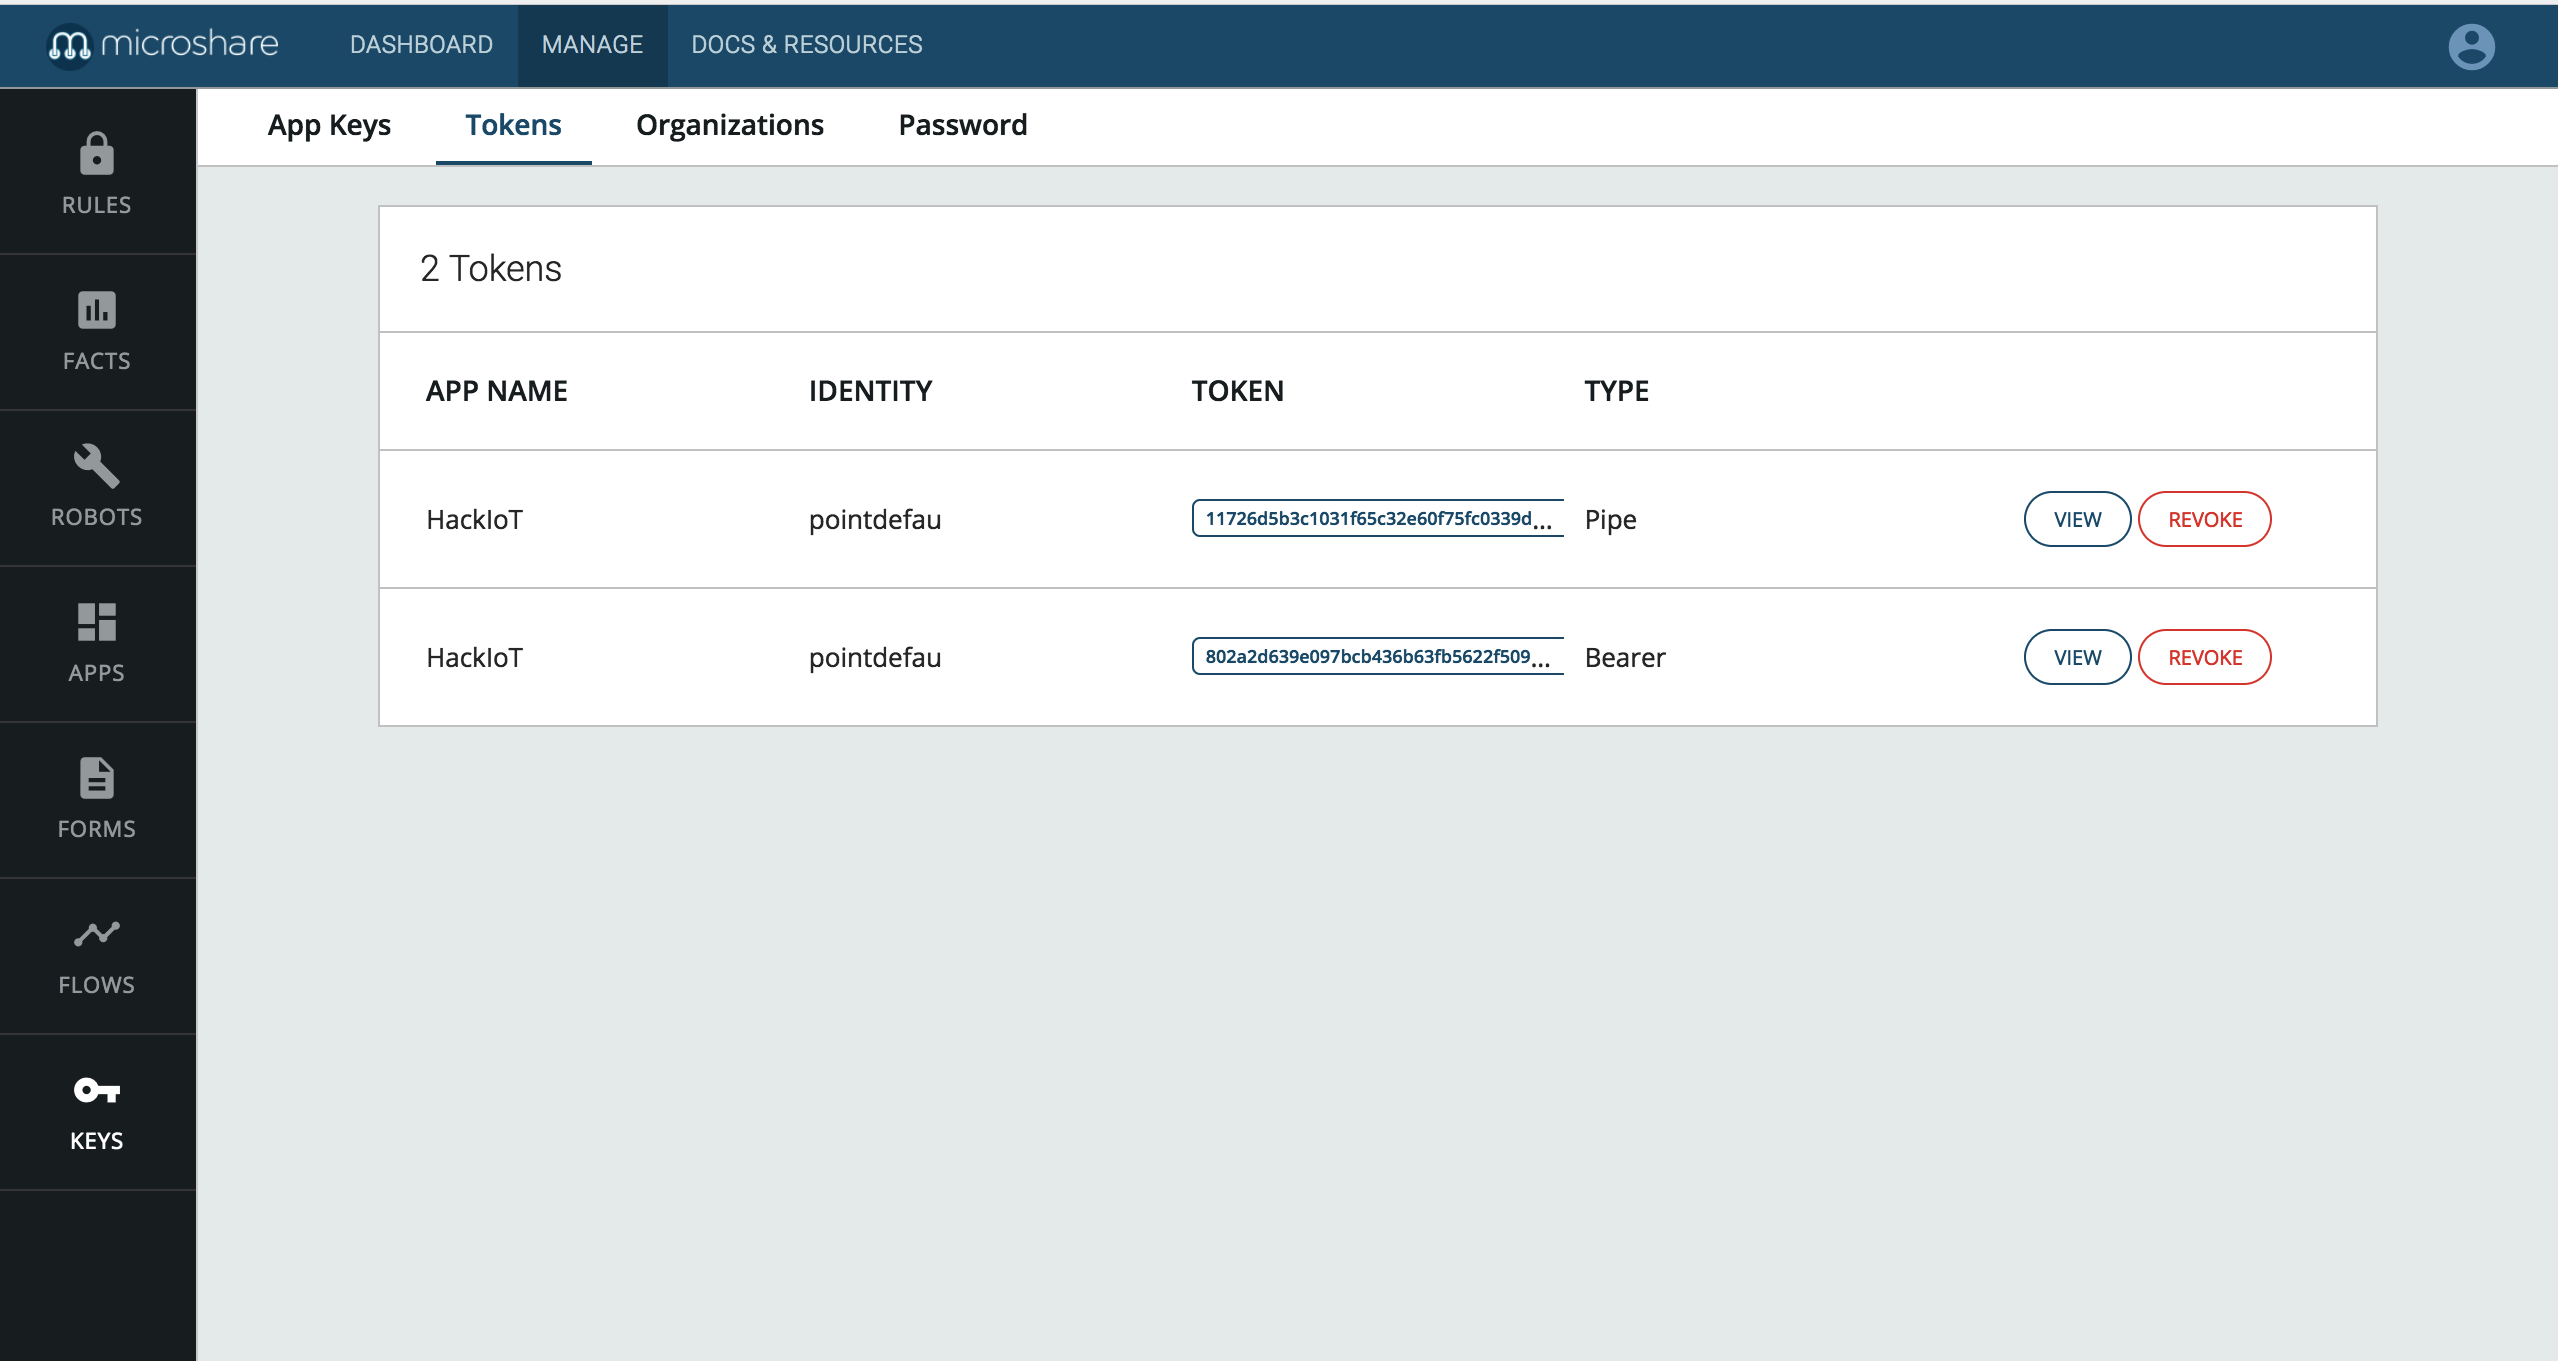 microshare DASHBOARD MANAGE DOCS & RESOURCES
App Keys Tokens Organizations Password
RULES
FACTS
ROBOTS
APPS
FORMS
FLOWS
KEYS
2 Tokens
APP NAME IDENTITY TOKEN TYPE
HackIoT pointdefau 11726d5b3c1031f65c32e60f75fc0339d... Pipe VIEW REVOKE
HackIoT pointdefau 802a2d639e097bcb436b63fb5622f509... Bearer VIEW REVOKE